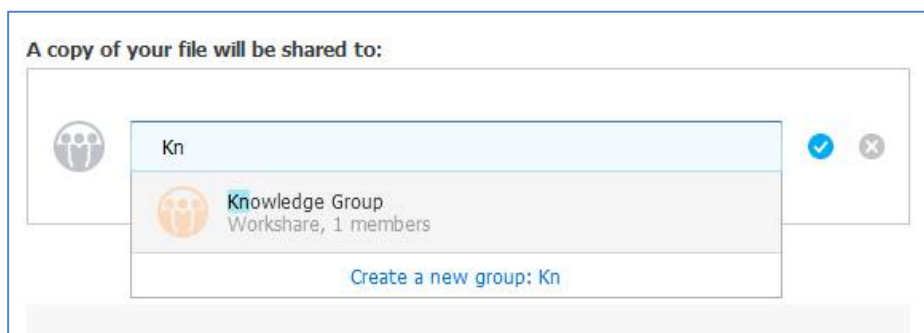 A copy of your file will be shared to:
Kn
Knowledge Group
Workshare, 1 members
Create a new group: Kn